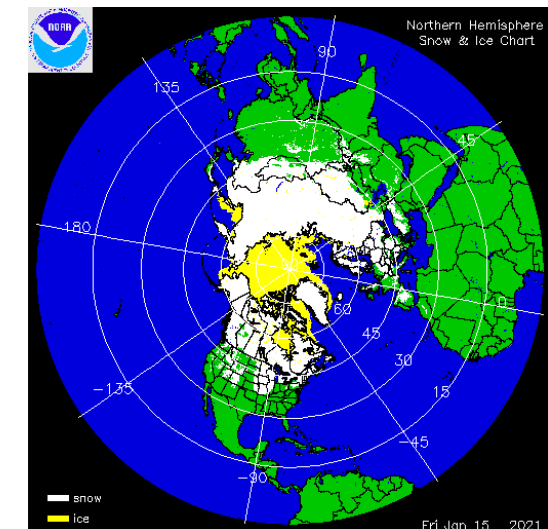 NOAA
Northern Hemisphere
Snow & Ice Chart
90
135
45
180
0
60
45
30
15
-135
-45
-90
snow
ice
Fri Jan 15 2021